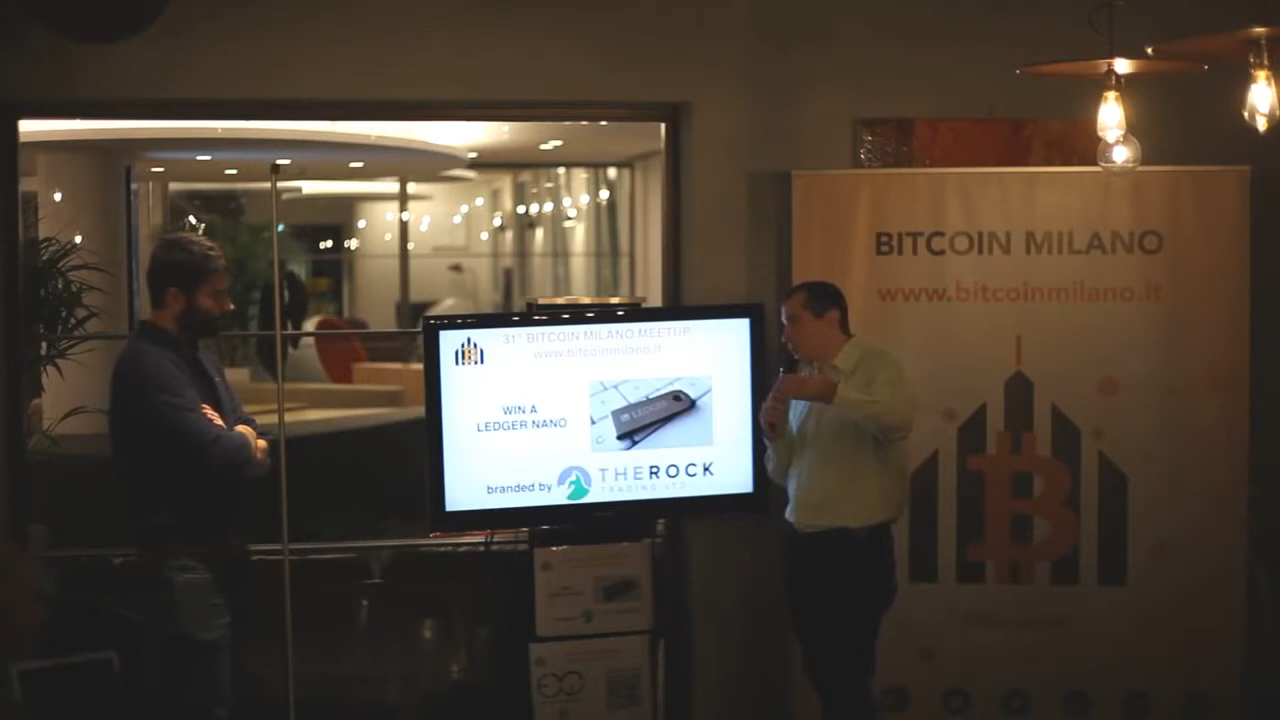 BITCOIN MILANO
www.bitcoinmilano.it
31° BITCOIN MILANO MEETUP
www.bitcoinmilano.it
WIN A
LEDGER NANO
LEDGER
branded by
THEROCK
TRADING LTD